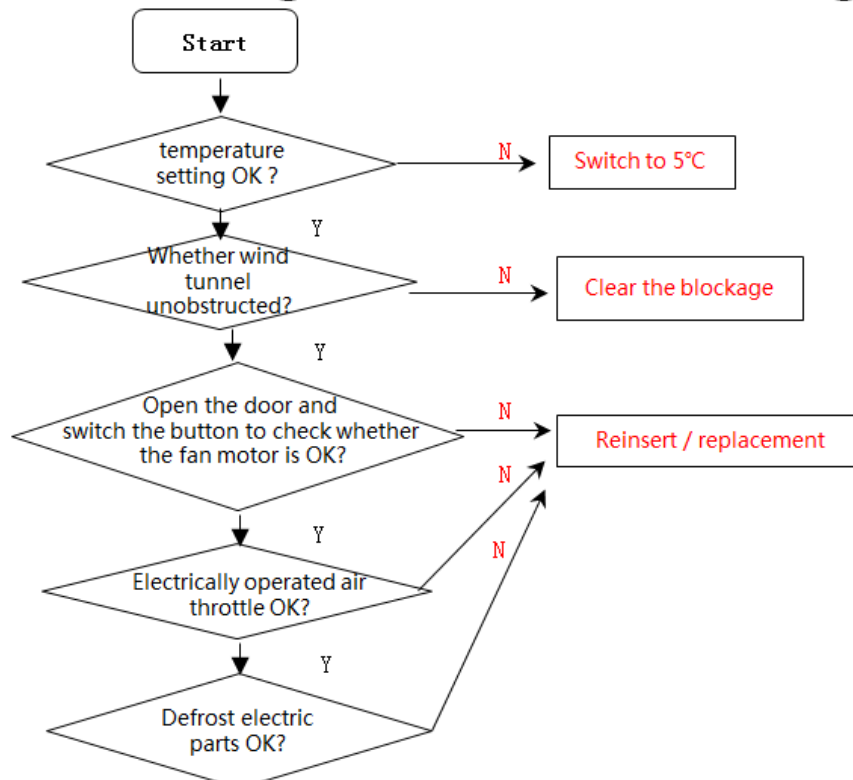 Start
temperature
setting OK ?
N
Switch to 5℃
Y
Whether wind
tunnel
unobstructed?
N
Clear the blockage
Y
Open the door and
switch the button to check whether
the fan motor is OK?
N
Reinsert / replacement
Y
N
Electrically operated air
throttle OK?
N
Y
Defrost electric
parts OK?